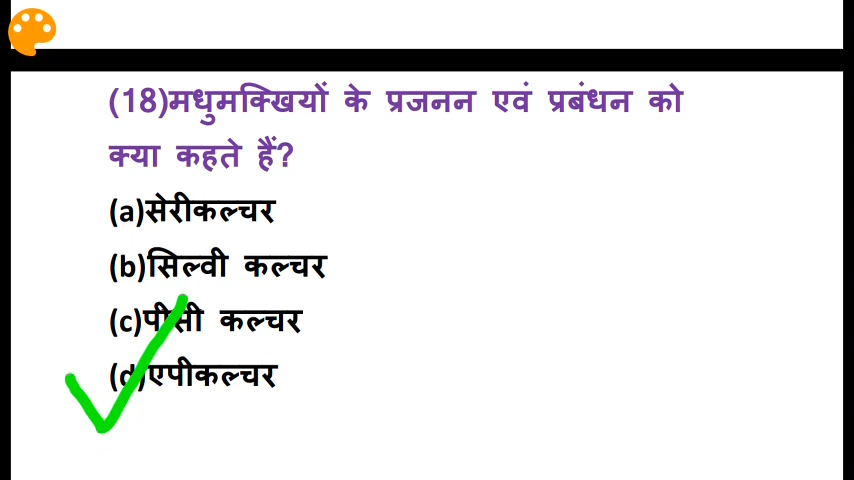 (18)मधुमक्खियों के प्रजनन एवं प्रबंधन को
क्या कहते हैं?
(a)सेरीकल्चर
(b)सिल्वी कल्चर
(c)पीसी कल्चर
(d)एपीकल्चर